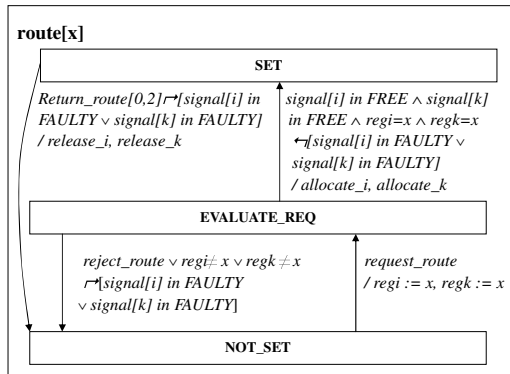 route[x]
SET
Return_route[0,2]↱[signal[i] in
FAULTY ∨ signal[k] in FAULTY]
/ release_i, release_k
signal[i] in FREE ∧ signal[k]
in FREE ∧ regi=x ∧ regk=x
↰[signal[i] in FAULTY ∨
signal[k] in FAULTY]
/ allocate_i, allocate_k
EVALUATE_REQ
reject_route ∨ regi≠ x ∨ regk ≠ x
↱[signal[i] in FAULTY
∨ signal[k] in FAULTY]
request_route
/ regi := x, regk := x
NOT_SET